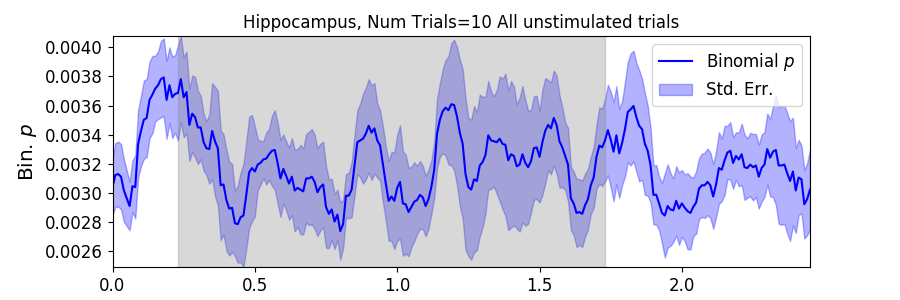 Hippocampus, Num Trials=10 All unstimulated trials
Bin. p
0.0040
0.0038
0.0036
0.0034
0.0032
0.0030
0.0028
0.0026
Binomial p
Std. Err.
0.0 0.5 1.0 1.5 2.0